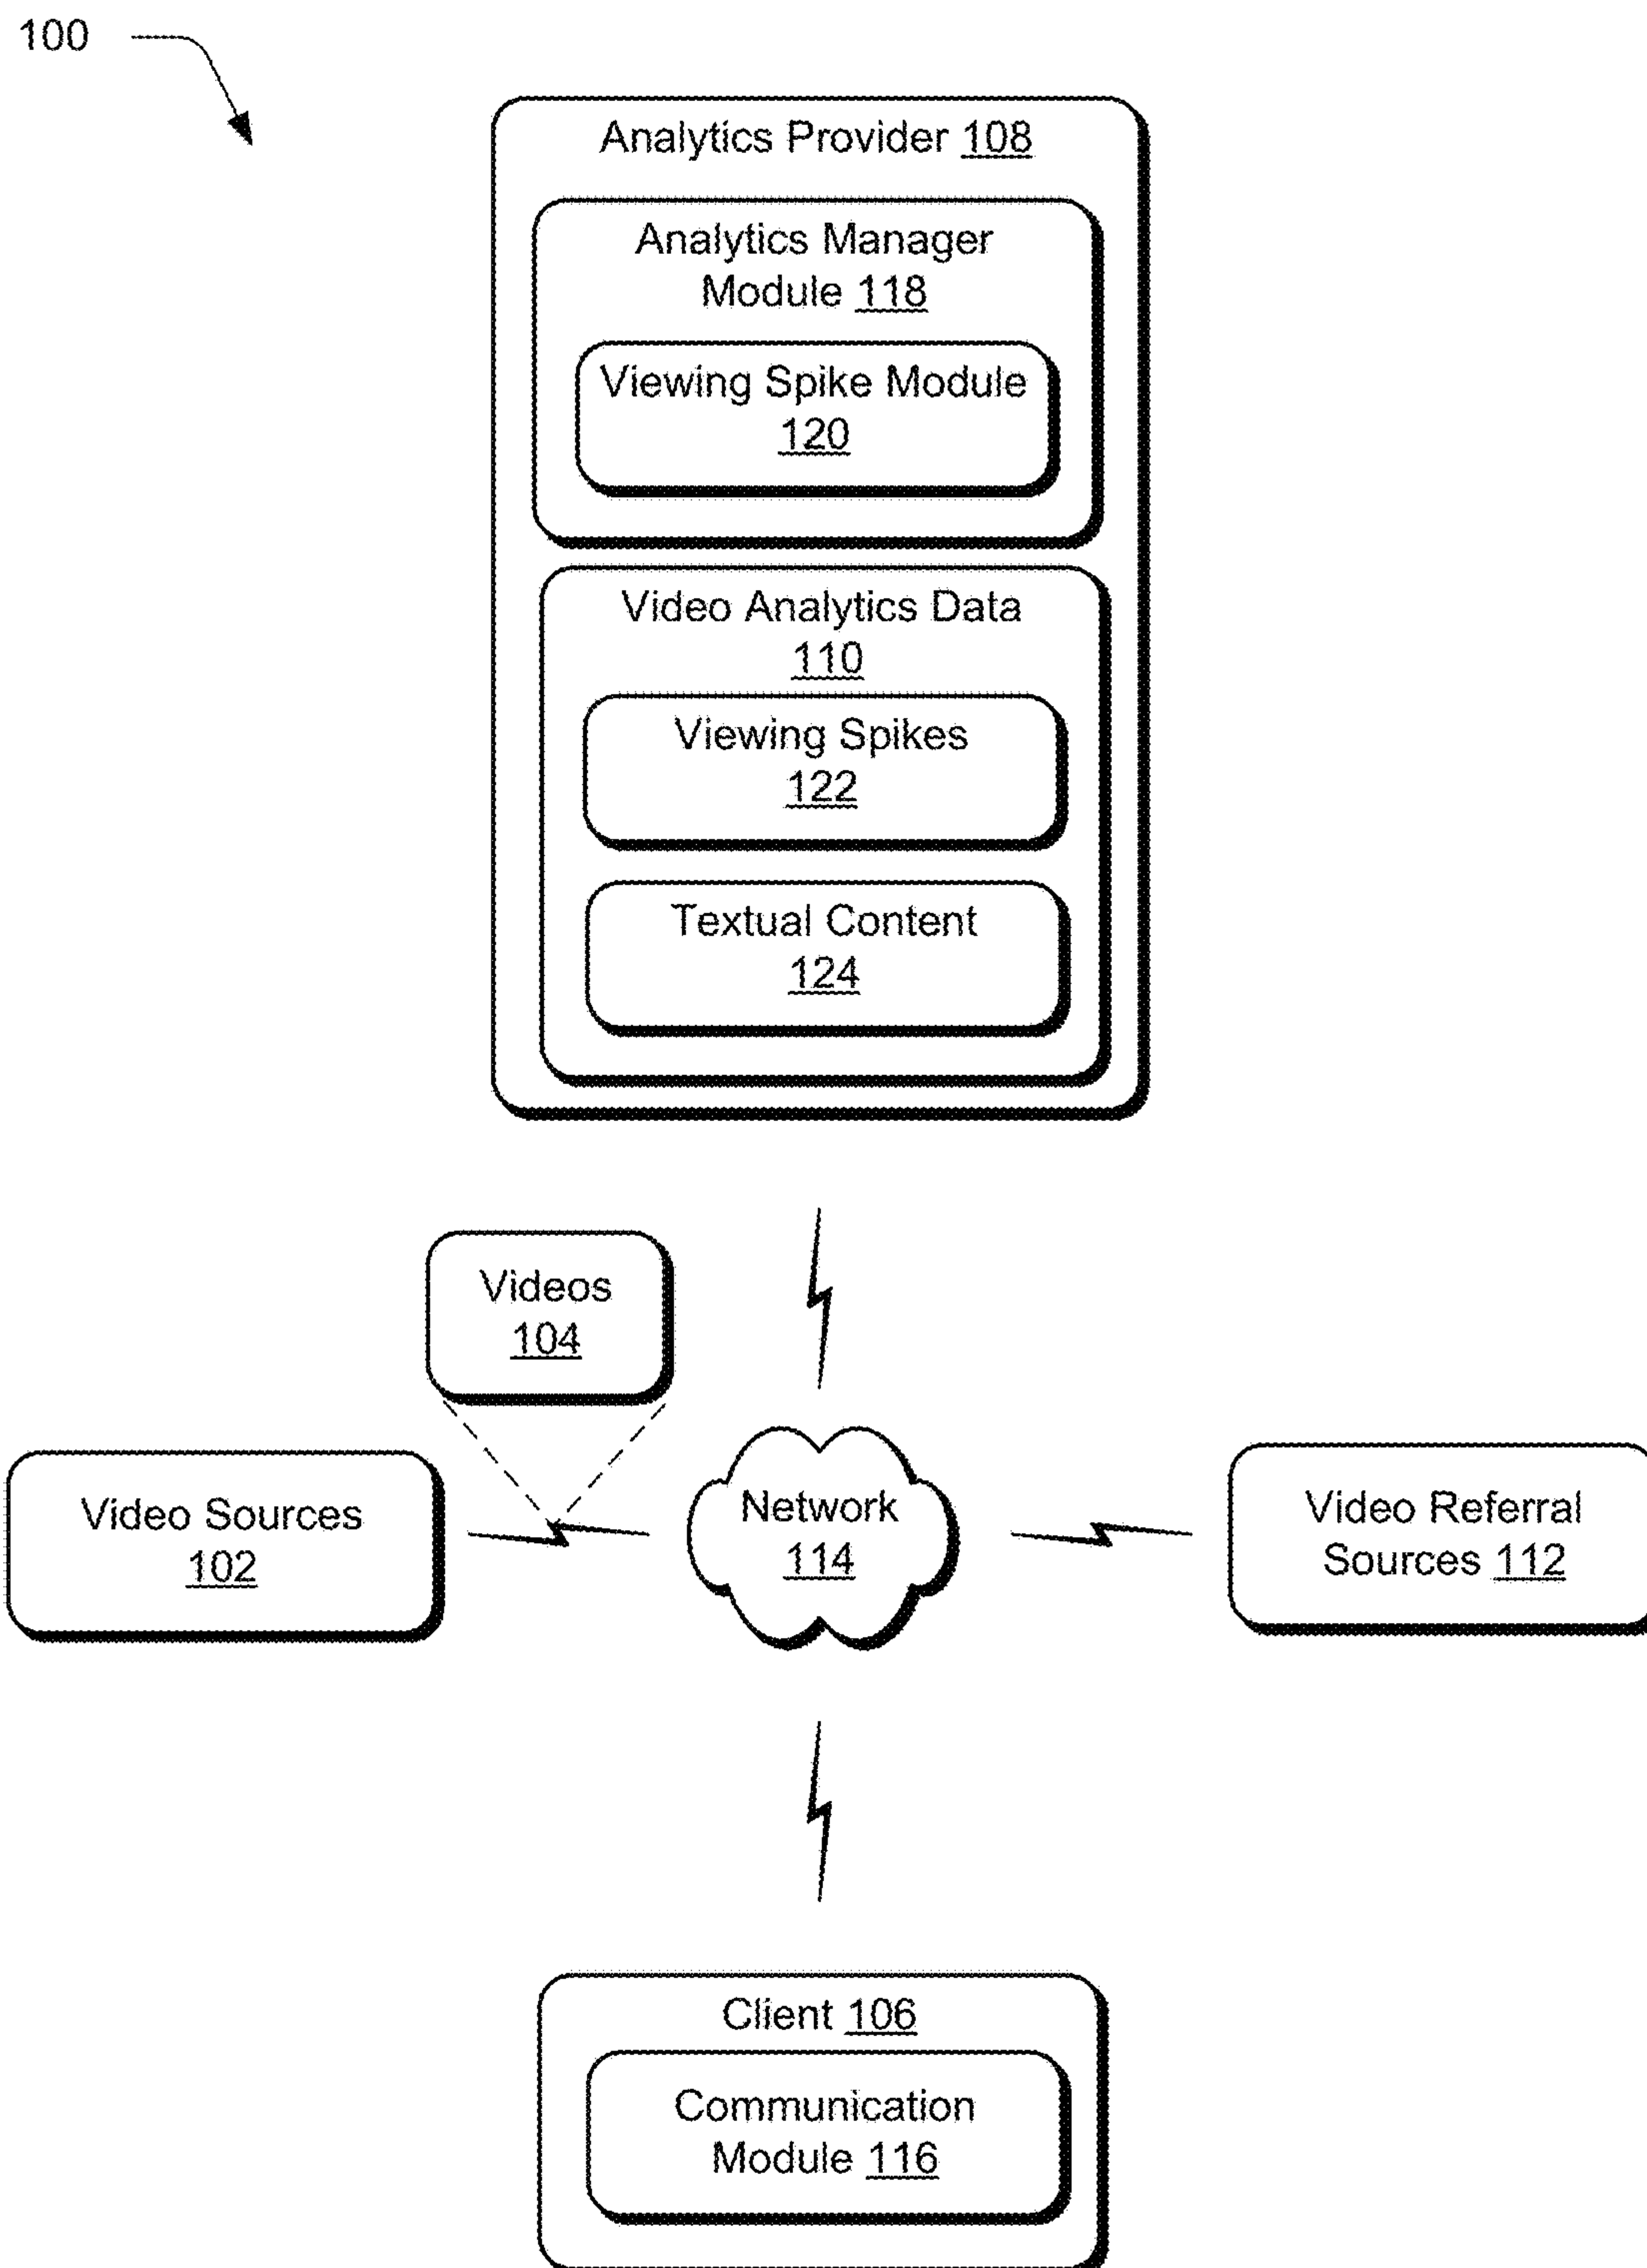 100
Analytics Provider 108
Analytics Manager
Module 118
Viewing Spike Module
120
Video Analytics Data
110
Viewing Spikes
122
Textual Content
124
Videos
104
Video Sources
102
Network
114
Video Referral
Sources 112
Client 106
Communication
Module 116